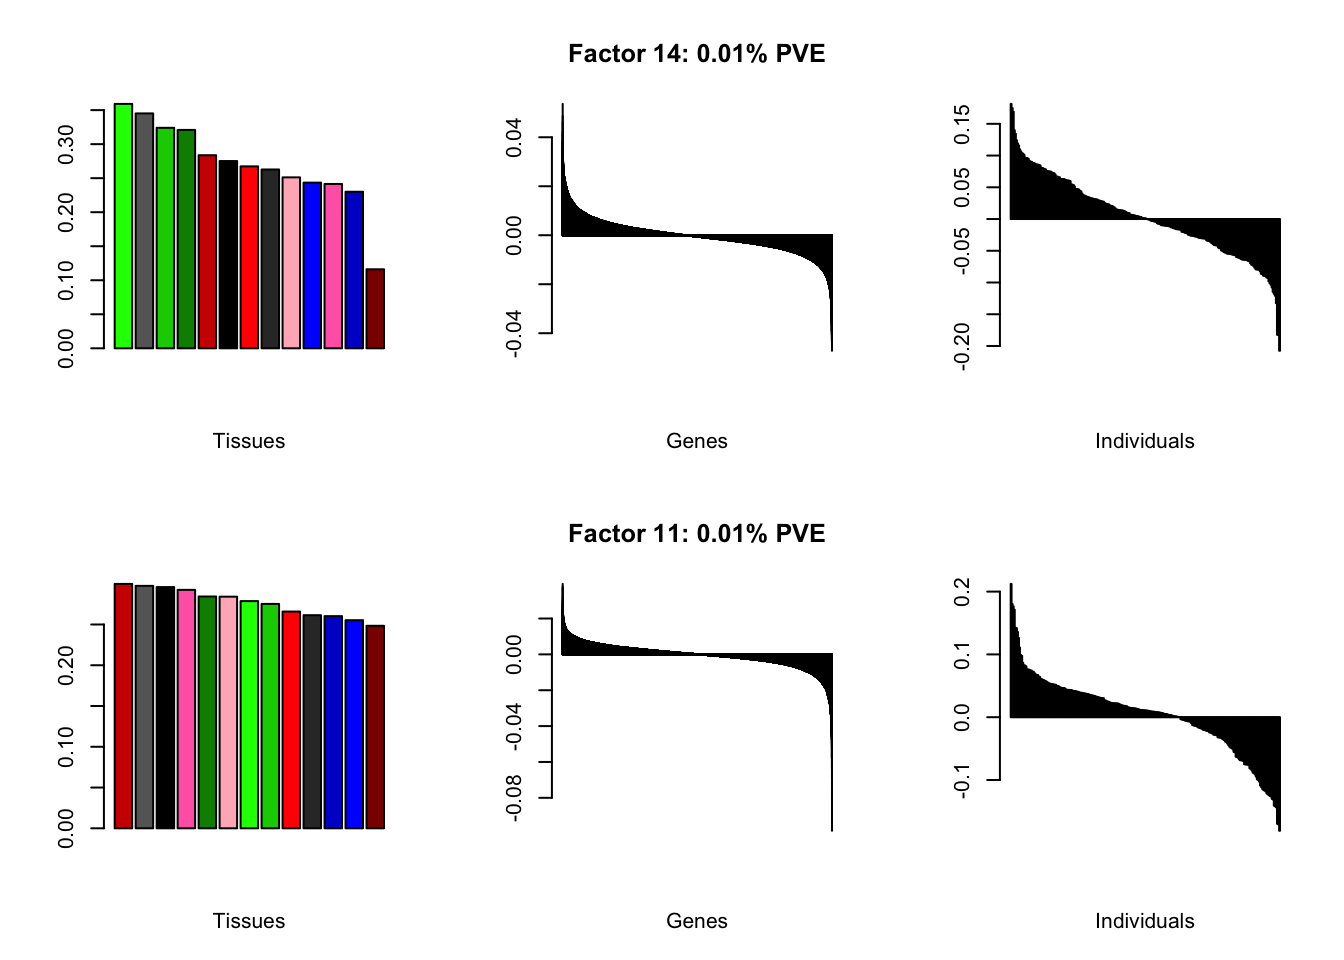 Factor 14: 0.01% PVE
0.00 0.10 0.20 0.30
Tissues
-0.04 0.00 0.04
Genes
-0.20 -0.05 0.05 0.15
Individuals
Factor 11: 0.01% PVE
0.00 0.10 0.20
Tissues
-0.08 -0.04 0.00
Genes
-0.1 0.0 0.1 0.2
Individuals